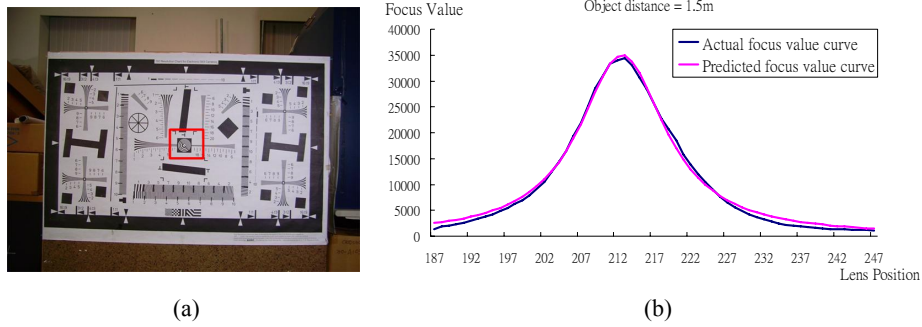 Focus Value
Object distance = 1.5m
40000
35000
30000
25000
20000
15000
10000
5000
0
Actual focus value curve
Predicted focus value curve
187 192 197 202 207 212 217 222 227 232 237 242 247
Lens Position
(a)
(b)